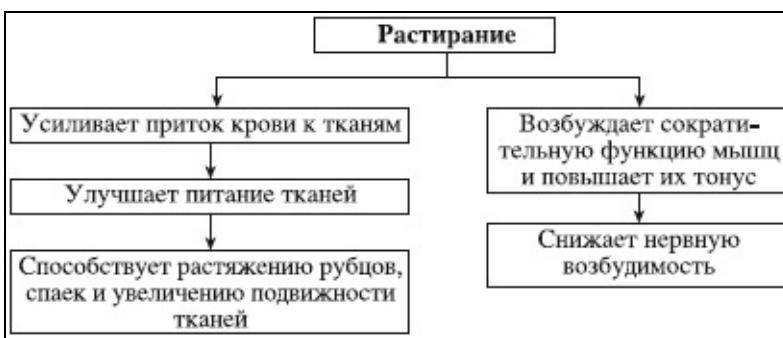 Растирание
Усиливает приток крови к тканям
Улучшает питание тканей
Способствует растяжению рубцов,
спаек и увеличению подвижности
тканей
Возбуждает сократи-
тельную функцию мышц
и повышает их тонус
Снижает нервную
возбудимость